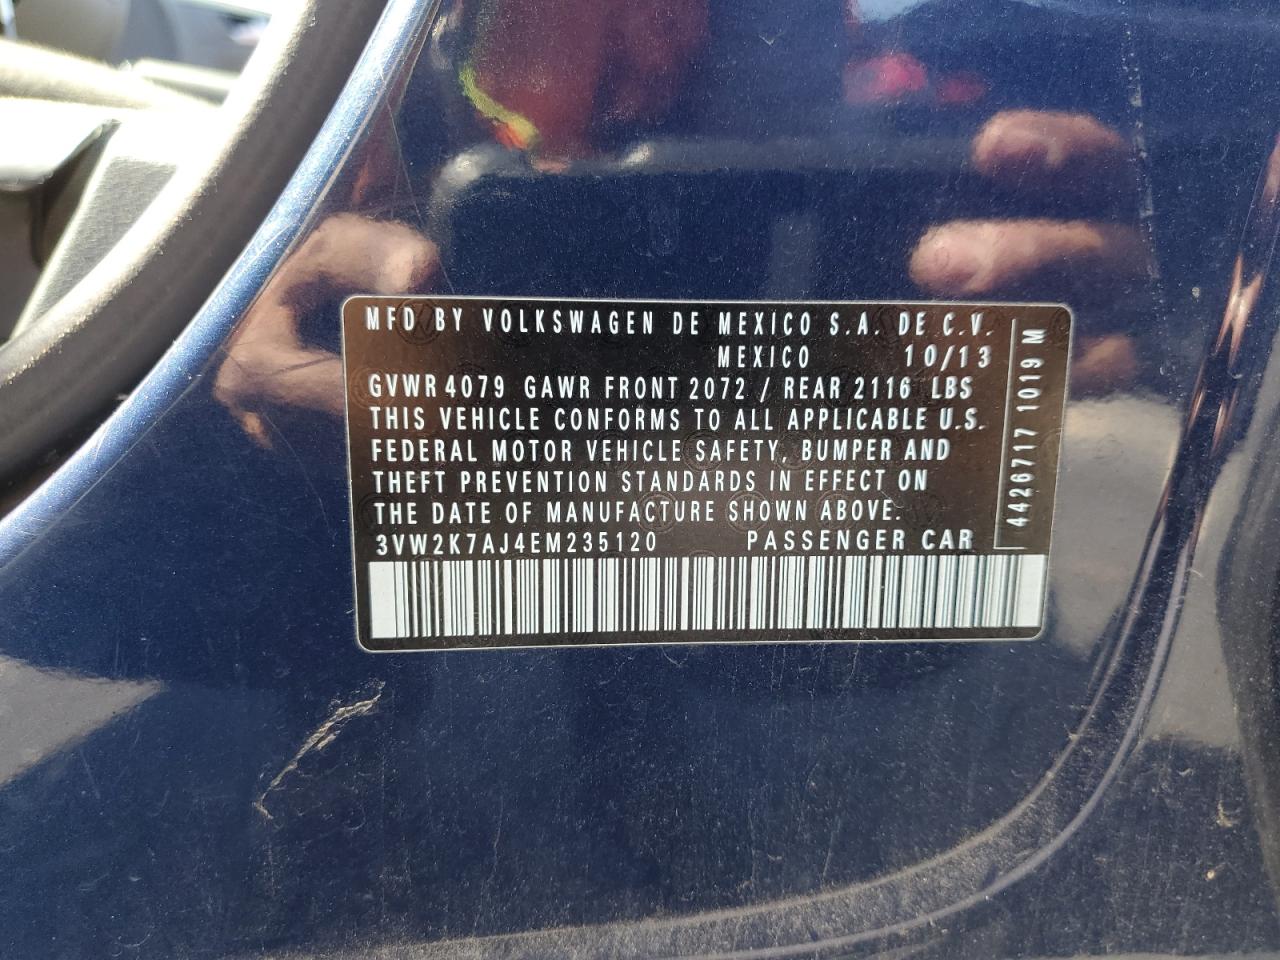 MFD BY VOLKSWAGEN DE MEXICO S.A. DE C.V.
MEXICO 10/13
GVWR 4079 GAWR FRONT 2072 / REAR 2116 LBS
THIS VEHICLE CONFORMS TO ALL APPLICABLE U.S.
FEDERAL MOTOR VEHICLE SAFETY, BUMPER AND
THEFT PREVENTION STANDARDS IN EFFECT ON
THE DATE OF MANUFACTURE SHOWN ABOVE.
3VW2K7AJ4EM235120 PASSENGER CAR
4426717 1019 M